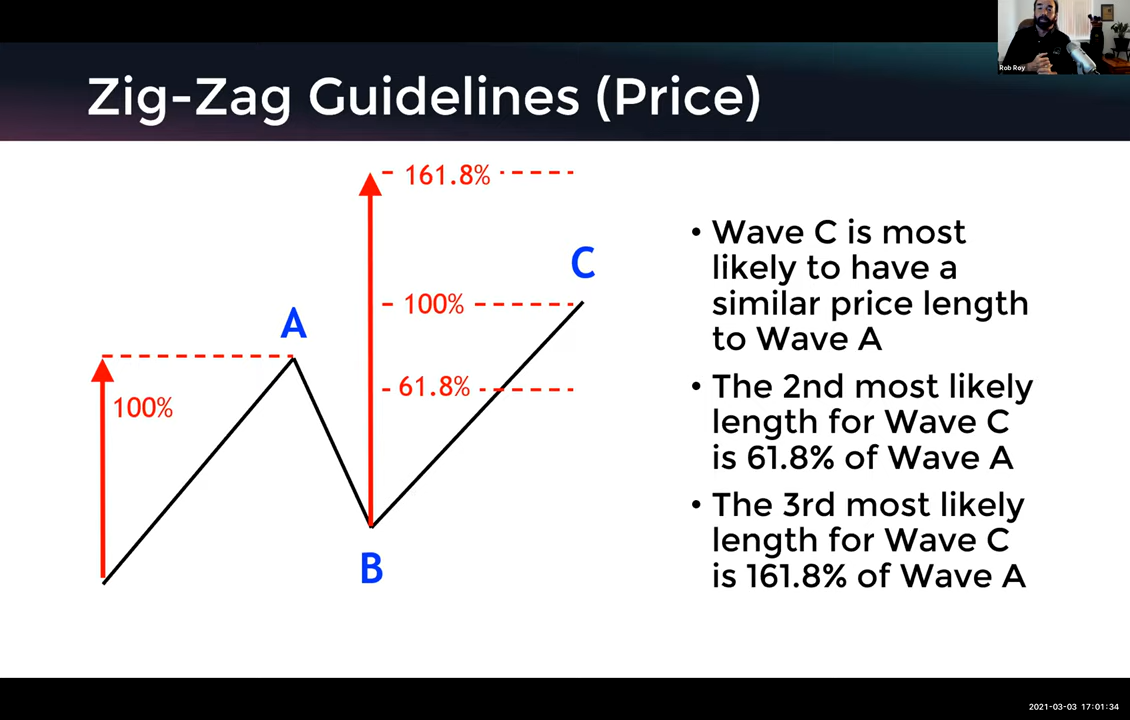 Rob Roy
Zig-Zag Guidelines (Price)
161.8%
C
100%
A
61.8%
100%
B
• Wave C is most
likely to have a
similar price length
to Wave A
• The 2nd most likely
length for Wave C
is 61.8% of Wave A
• The 3rd most likely
length for Wave C
is 161.8% of Wave A
2021-03-03 17:01:34